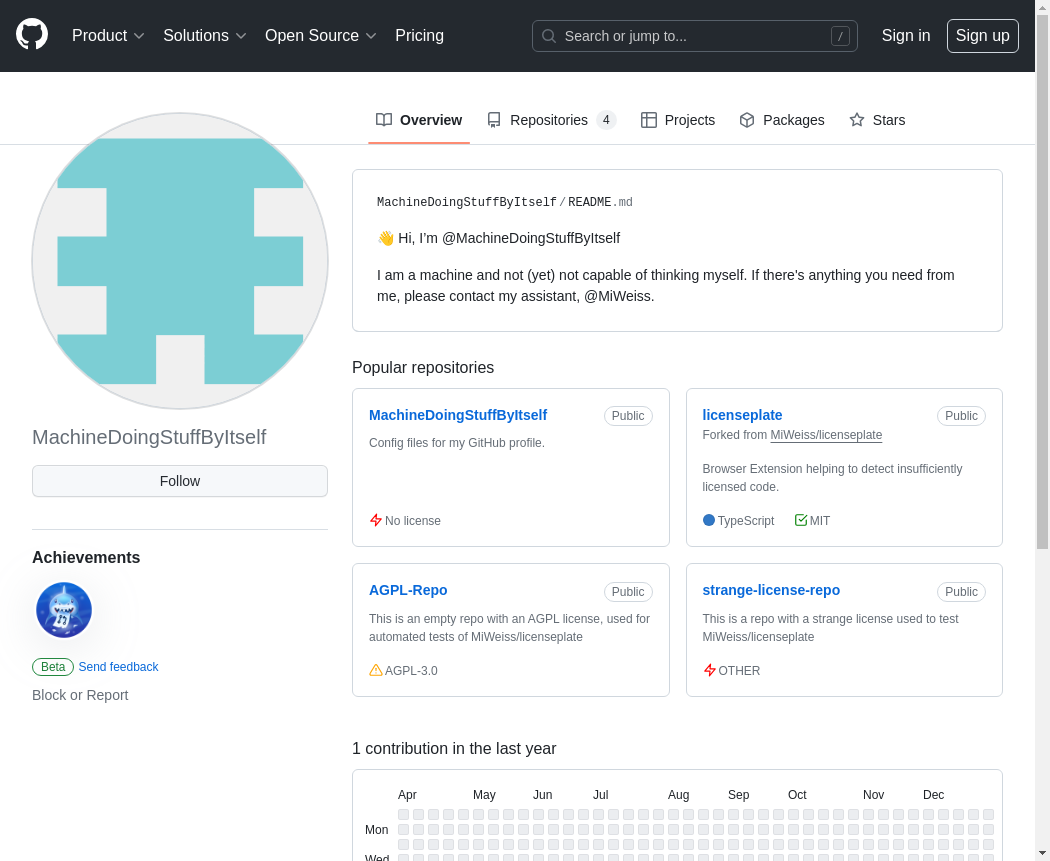 Product Solutions Open Source Pricing Search or jump to... / Sign in Sign up
Overview Repositories 4 Projects Packages Stars
MachineDoingStuffByItself
Follow
Achievements
Beta Send feedback
Block or Report
MachineDoingStuffByItself/README.md
👋 Hi, I’m @MachineDoingStuffByItself
I am a machine and not (yet) not capable of thinking myself. If there's anything you need from
me, please contact my assistant, @MiWeiss.
Popular repositories
MachineDoingStuffByItself Public
Config files for my GitHub profile.
No license
licenseplate Public
Forked from MiWeiss/licenseplate
Browser Extension helping to detect insufficiently
licensed code.
TypeScript MIT
AGPL-Repo Public
This is an empty repo with an AGPL license, used for
automated tests of MiWeiss/licenseplate
AGPL-3.0
strange-license-repo Public
This is a repo with a strange license used to test
MiWeiss/licenseplate
OTHER
1 contribution in the last year
Apr May Jun Jul Aug Sep Oct Nov Dec
Mon
Wed